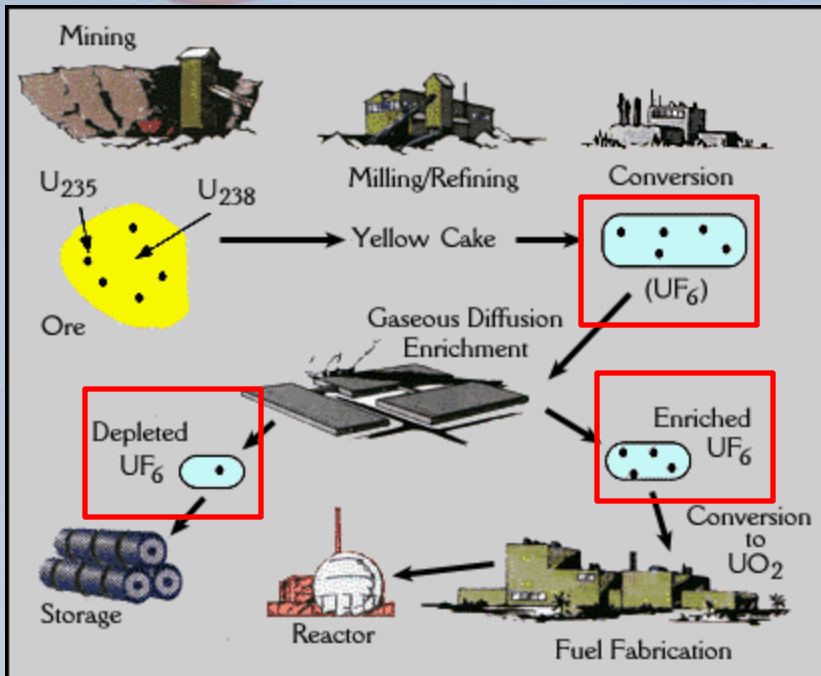 Mining
Milling/Refining
Conversion
U235
U238
Yellow Cake
(UF6)
Ore
Gaseous Diffusion
Enrichment
Depleted
UF6
Enriched
UF6
Conversion
to
UO2
Storage
Reactor
Fuel Fabrication